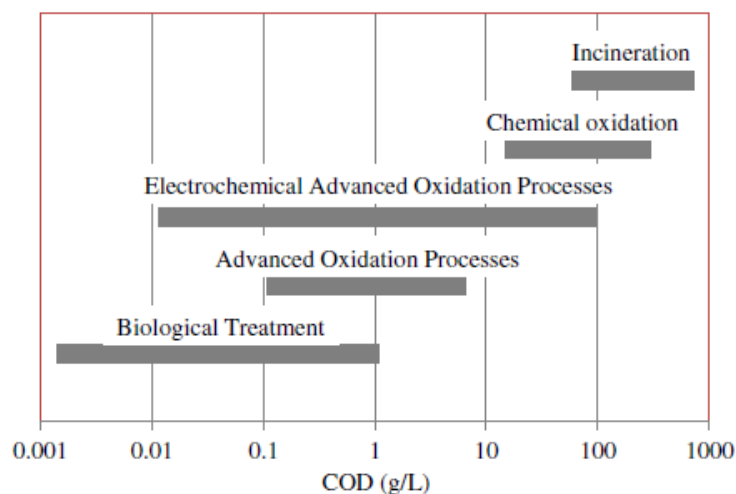 Incineration
Chemical oxidation
Electrochemical Advanced Oxidation Processes
Advanced Oxidation Processes
Biological Treatment
0.001 0.01 0.1 1 10 100 1000
COD (g/L)